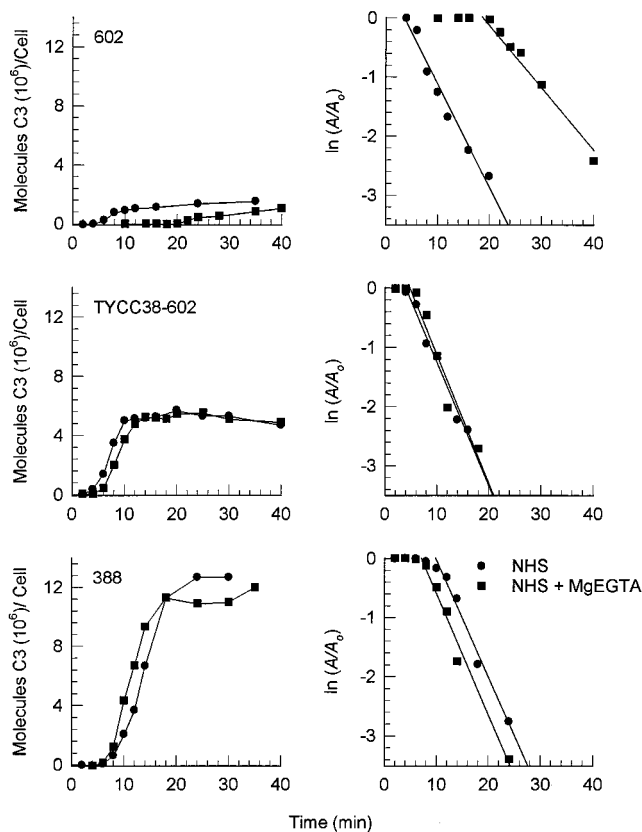 602
Molecules C3 (10⁶)/Cell
12
8
4
0
0 10 20 30 40
ln (A/Aₒ)
0
-1
-2
-3
0 10 20 30 40
TYCC38-602
Molecules C3 (10⁶)/Cell
12
8
4
0
0 10 20 30 40
ln (A/Aₒ)
0
-1
-2
-3
0 10 20 30 40
388
Molecules C3 (10⁶)/ Cell
12
8
4
0
0 10 20 30 40
ln (A/Aₒ)
0
-1
-2
-3
0 10 20 30 40
NHS
NHS + MgEGTA
Time (min)